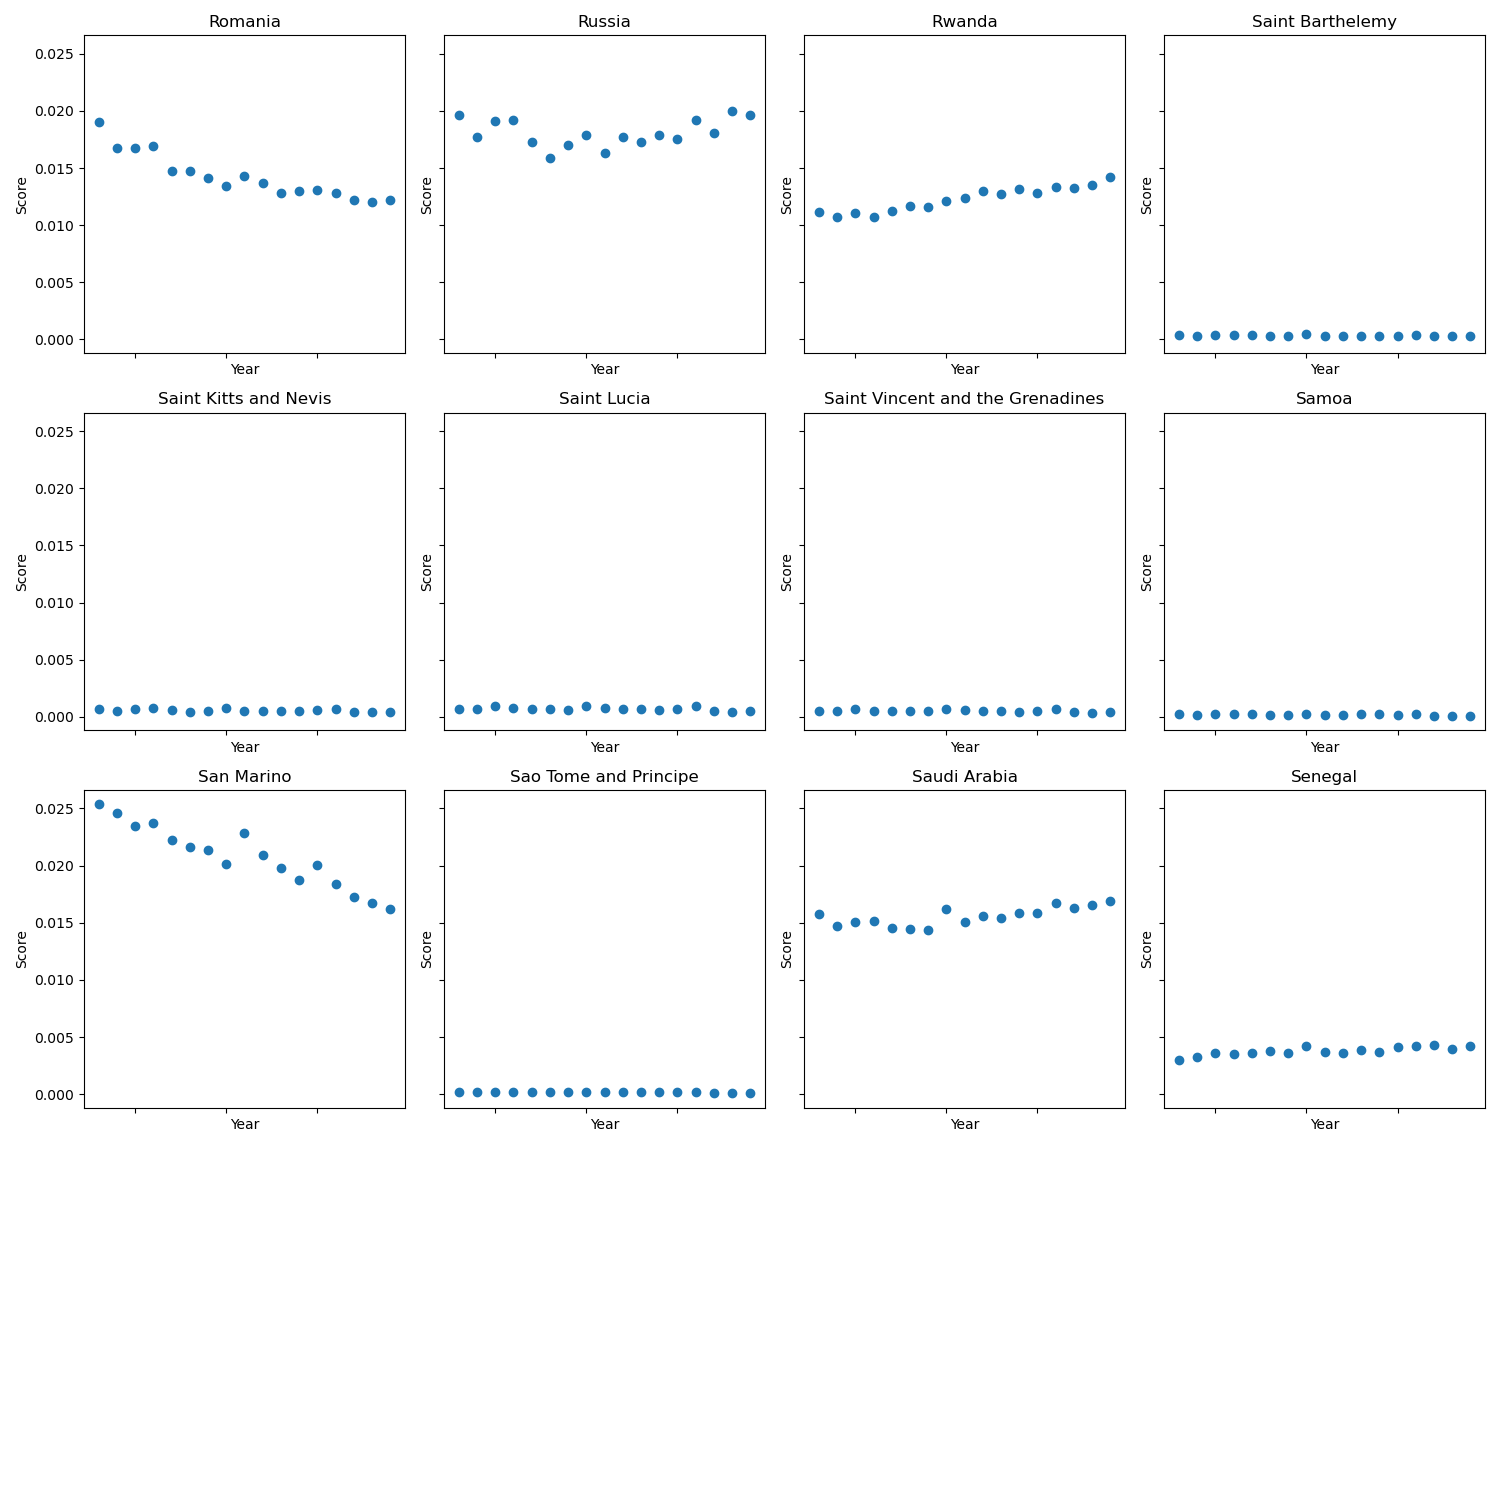 Romania
Russia
Rwanda
Saint Barthelemy
0.025
0.020
0.015
0.010
0.005
0.000
Score
Score
Score
Score
Year
Year
Year
Year
Saint Kitts and Nevis
Saint Lucia
Saint Vincent and the Grenadines
Samoa
0.025
0.020
0.015
0.010
0.005
0.000
Score
Score
Score
Score
Year
Year
Year
Year
San Marino
Sao Tome and Principe
Saudi Arabia
Senegal
0.025
0.020
0.015
0.010
0.005
0.000
Score
Score
Score
Score
Year
Year
Year
Year